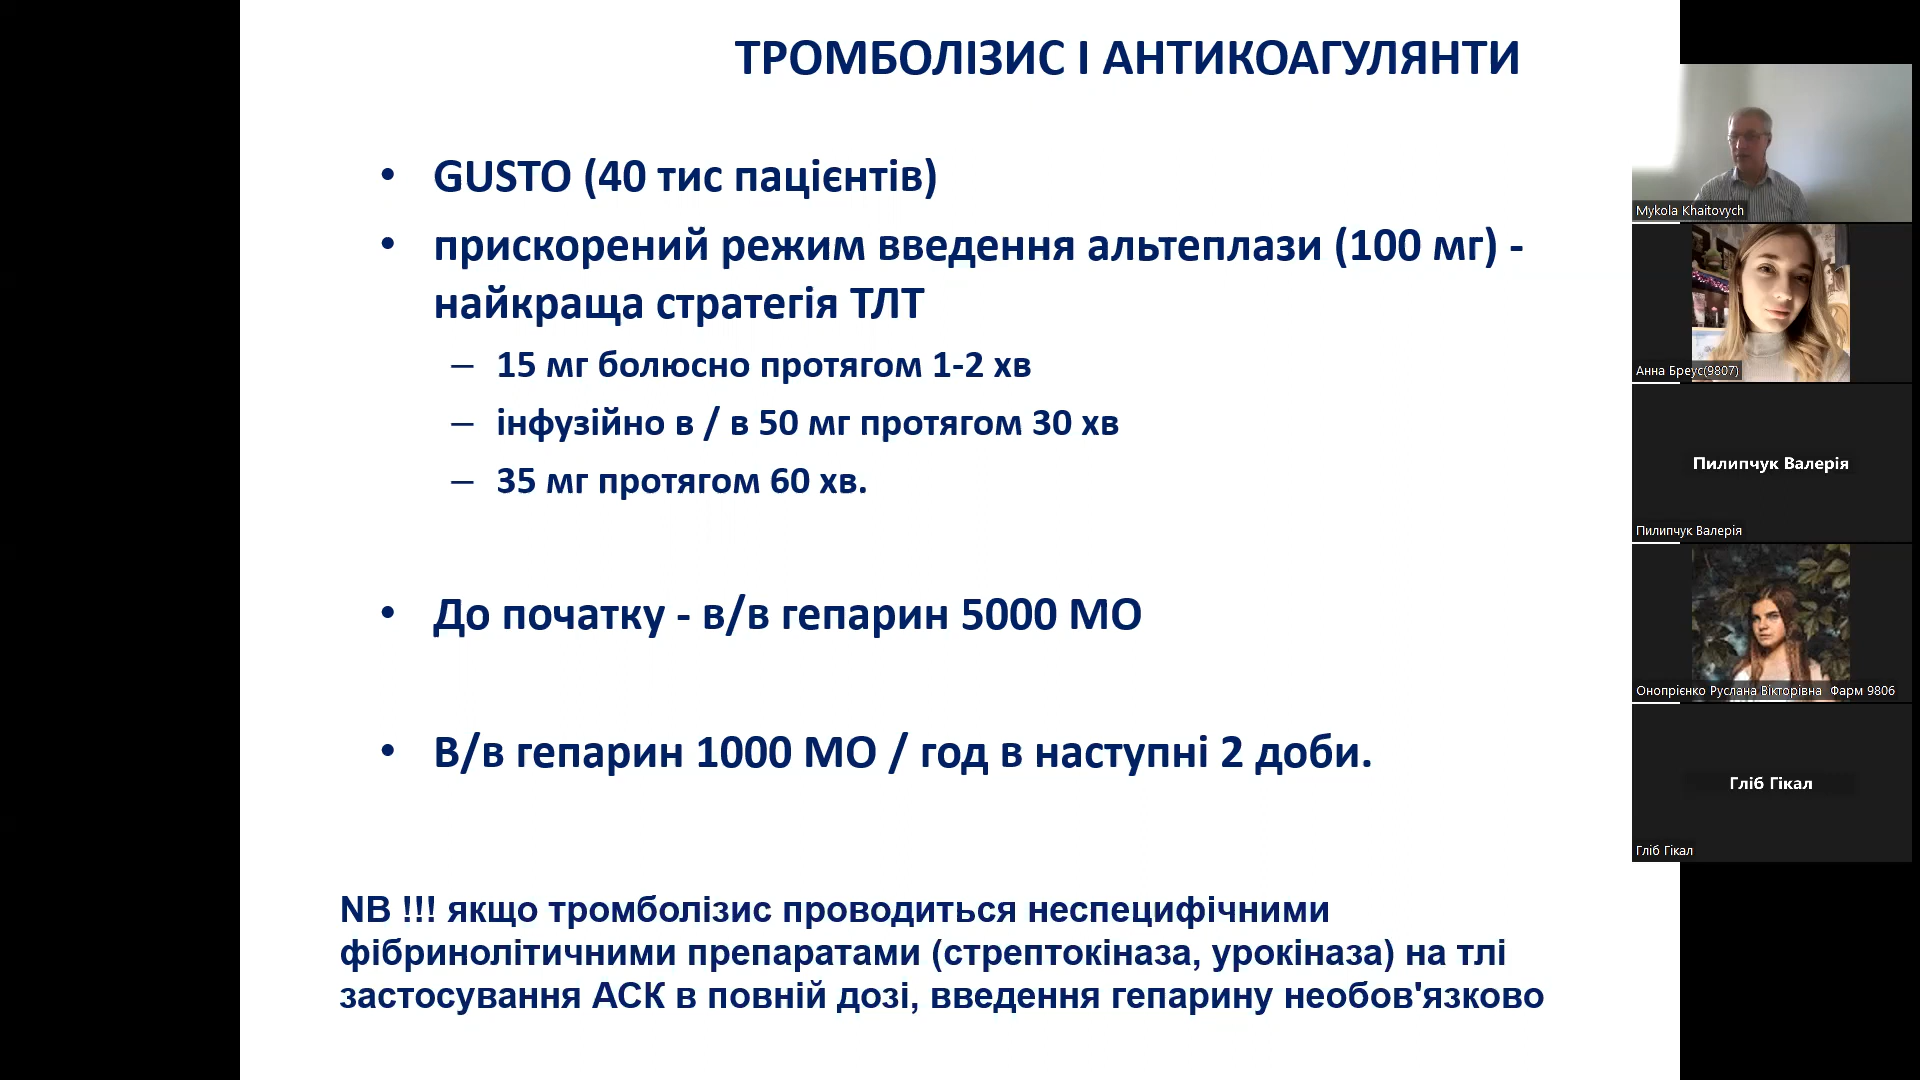 ТРОМБОЛІЗИС І АНТИКОАГУЛЯНТИ
• GUSTO (40 тис пацієнтів)
• прискорений режим введення альтеплази (100 мг) -
найкраща стратегія ТЛТ
– 15 мг болюсно протягом 1-2 хв
– інфузійно в / в 50 мг протягом 30 хв
– 35 мг протягом 60 хв.
• До початку - в/в гепарин 5000 МО
• В/в гепарин 1000 МО / год в наступні 2 доби.
NB !!! якщо тромболізис проводиться неспецифічними
фібринолітичними препаратами (стрептокіназа, урокіназа) на тлі
застосування АСК в повній дозі, введення гепарину необов'язково
Mykola Khaitovych
Анна Бреус(9807)
Пилипчук Валерія
Пилипчук Валерія
Онопрієнко Руслана Вікторівна Фарм 9806
Гліб Гікал
Гліб Гікал